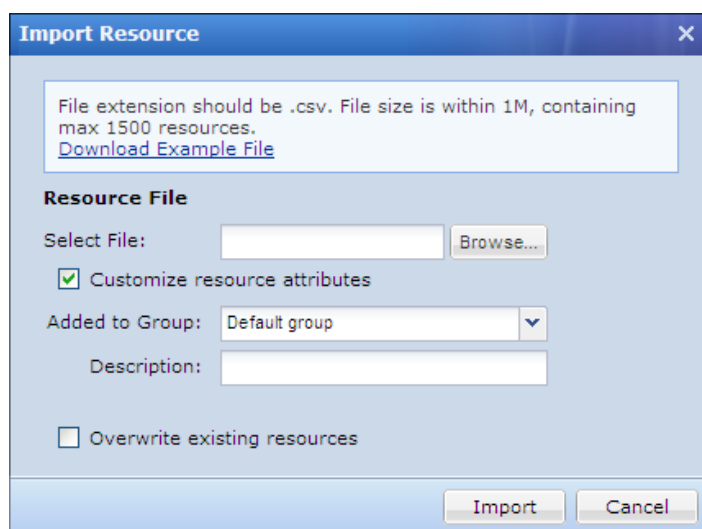 Import Resource
File extension should be .csv. File size is within 1M, containing
max 1500 resources.
Download Example File
Resource File
Select File: Browse...
Customize resource attributes
Added to Group: Default group
Description:
Overwrite existing resources
Import Cancel